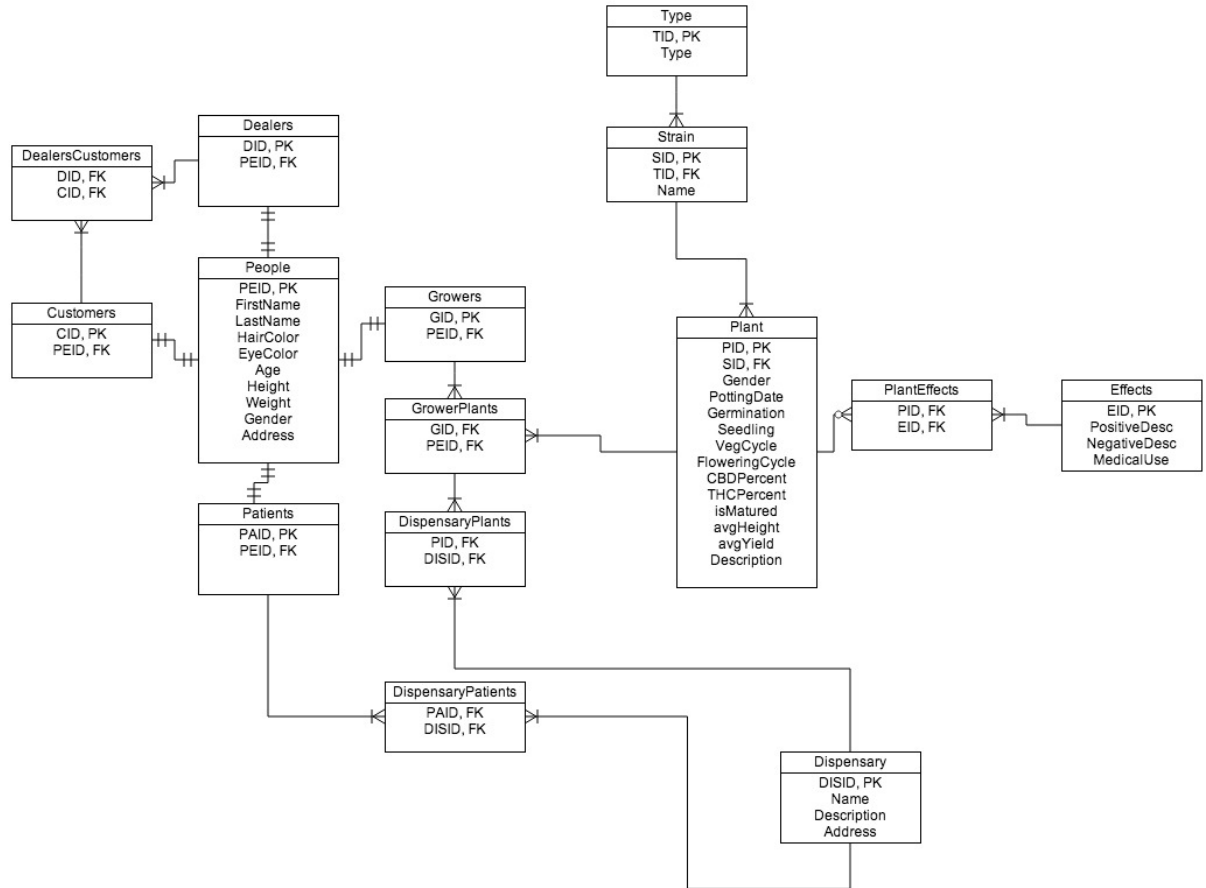 Type
TID, PK
Type
Dealers
DID, PK
PEID, FK
Strain
SID, PK
TID, FK
Name
DealersCustomers
DID, FK
CID, FK
People
PEID, PK
FirstName
LastName
HairColor
EyeColor
Age
Height
Weight
Gender
Address
Growers
GID, PK
PEID, FK
Customers
CID, PK
PEID, FK
Plant
PID, PK
SID, FK
Gender
PottingDate
Germination
Seedling
VegCycle
FloweringCycle
CBDPercent
THCPercent
isMatured
avgHeight
avgYield
Description
PlantEffects
PID, FK
EID, FK
Effects
EID, PK
PositiveDesc
NegativeDesc
MedicalUse
GrowerPlants
GID, FK
PEID, FK
Patients
PAID, PK
PEID, FK
DispensaryPlants
PID, FK
DISID, FK
DispensaryPatients
PAID, FK
DISID, FK
Dispensary
DISID, PK
Name
Description
Address